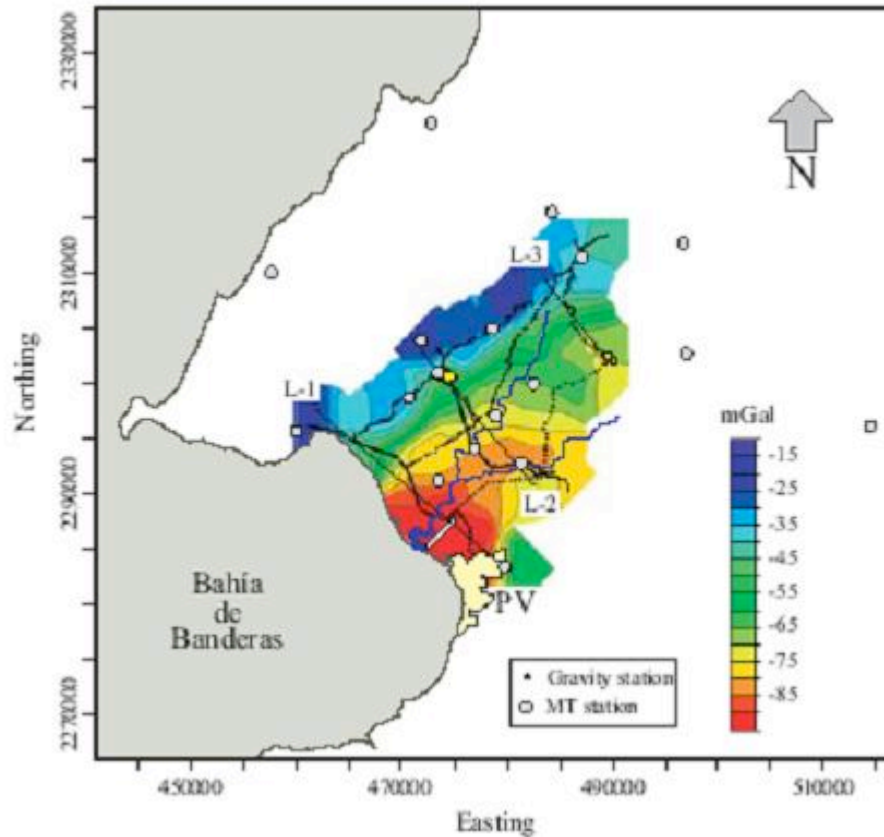 2330000
2310000
2290000
2270000
Northing
N
L-3
L-1
L-2
PV
Bahía
de
Banderas
Gravity station
MT station
mGal
-15
-25
-35
-45
-55
-65
-75
-85
450000
470000
490000
510000
Easting